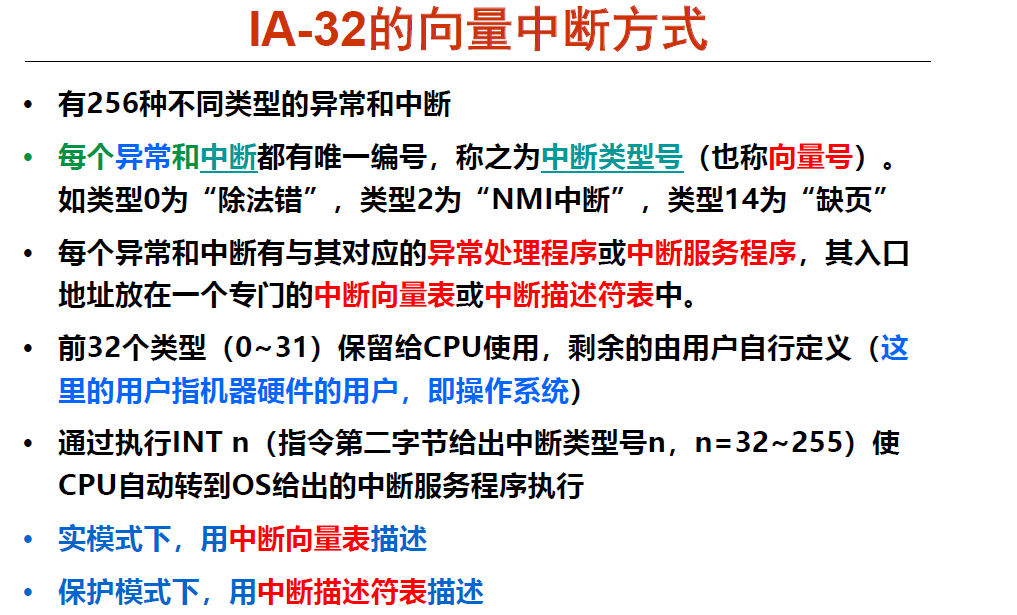 IA-32的向量中断方式
• 有256种不同类型的异常和中断
• 每个异常和中断都有唯一编号，称之为中断类型号（也称向量号）。
如类型0为“除法错”，类型2为“NMI中断”，类型14为“缺页”
• 每个异常和中断有与其对应的异常处理程序或中断服务程序，其入口
地址放在一个专门的中断向量表或中断描述符表中。
• 前32个类型（0~31）保留给CPU使用，剩余的由用户自行定义（这
里的用户指机器硬件的用户，即操作系统）
• 通过执行INT n（指令第二字节给出中断类型号n，n=32~255）使
CPU自动转到OS给出的中断服务程序执行
• 实模式下，用中断向量表描述
• 保护模式下，用中断描述符表描述